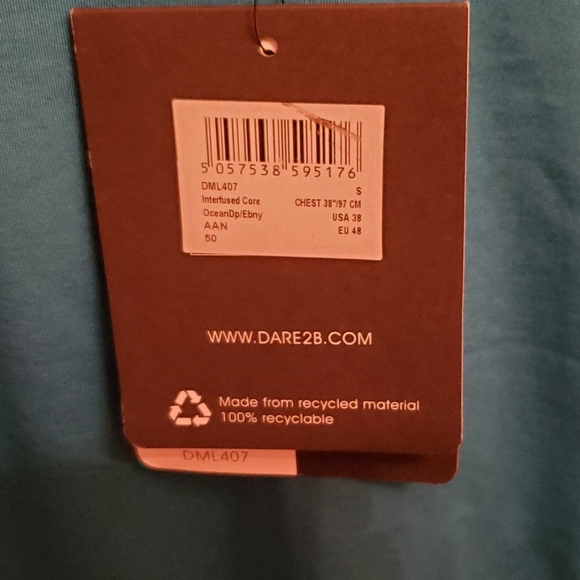 5 057538 595176
DML407 S
Interfused Core CHEST 38"/97 CM
OceanDp/Ebny USA 38
AAN EU 48
50
WWW.DARE2B.COM
Made from recycled material
100% recyclable
DML407